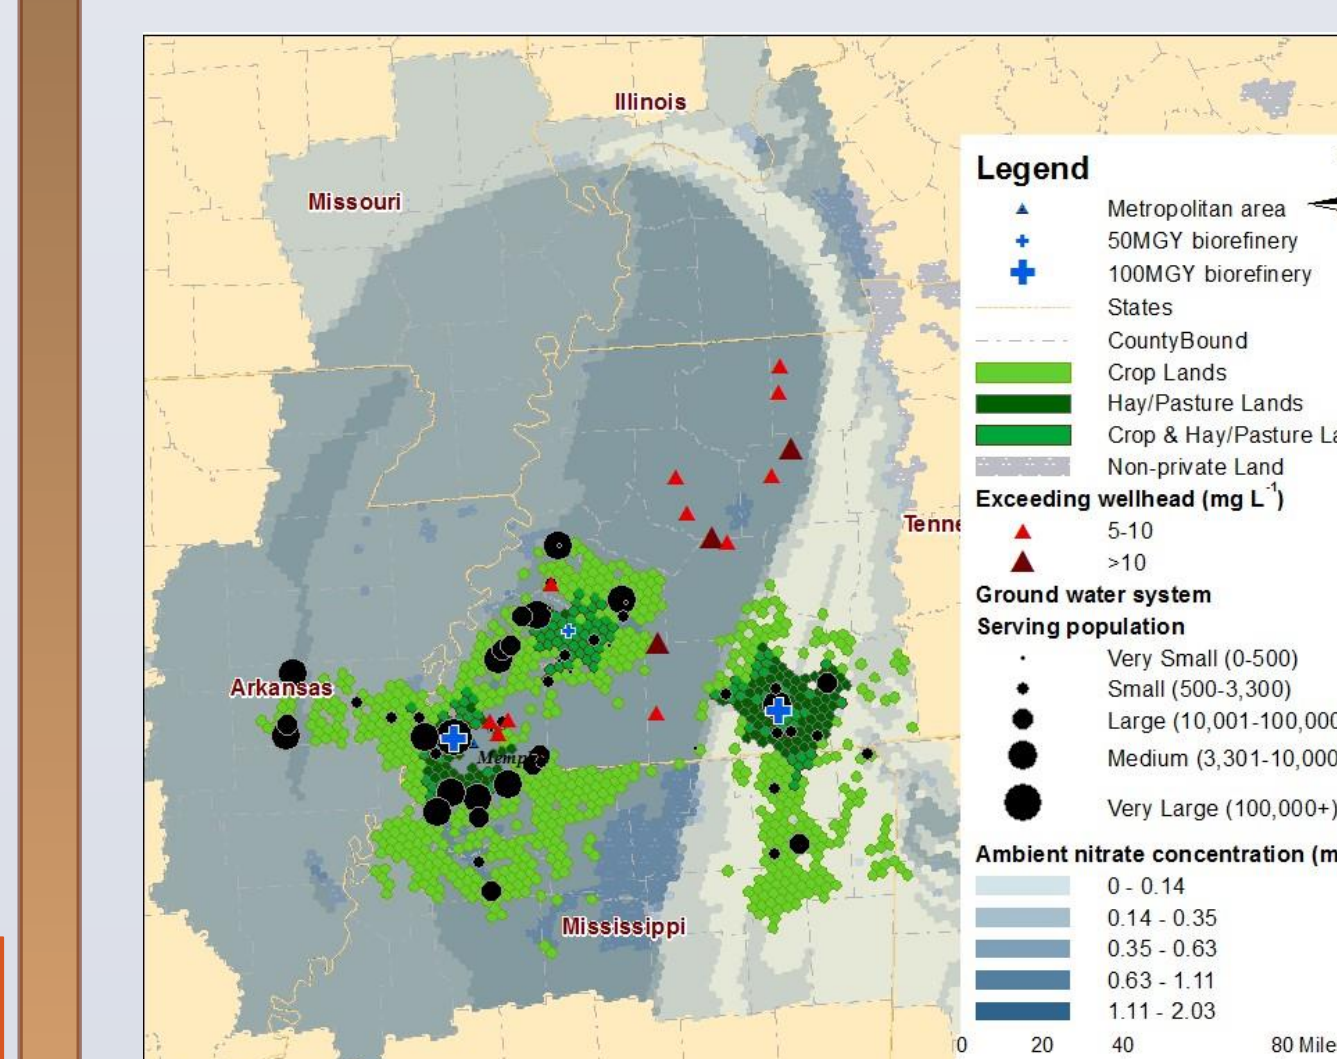 Illinois
Missouri
Arkansas
Mississippi
Tenne
Memp
Legend
Metropolitan area
50MGY biorefinery
100MGY biorefinery
States
CountyBound
Crop Lands
Hay/Pasture Lands
Crop & Hay/Pasture La
Non-private Land
Exceeding wellhead (mg L-1)
5-10
>10
Ground water system
Serving population
Very Small (0-500)
Small (500-3,300)
Large (10,001-100,000
Medium (3,301-10,000
Very Large (100,000+)
Ambient nitrate concentration (m
0 - 0.14
0.14 - 0.35
0.35 - 0.63
0.63 - 1.11
1.11 - 2.03
0 20 40 80 Mile